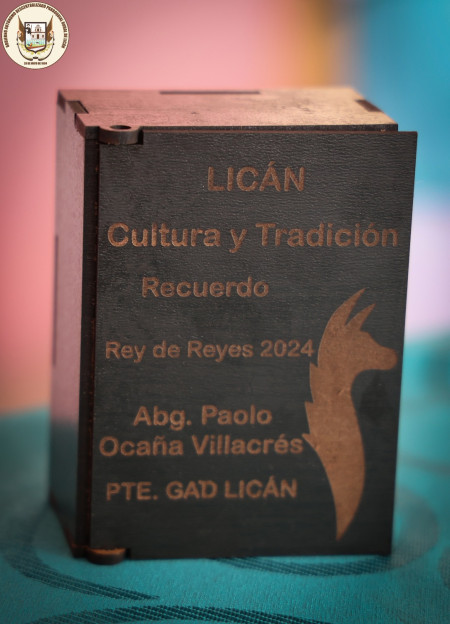 LICÁN
Cultura y Tradición
Recuerdo
Rey de Reyes 2024
Abg. Paolo
Ocaña Villacrés
PTE. GAD LICÁN